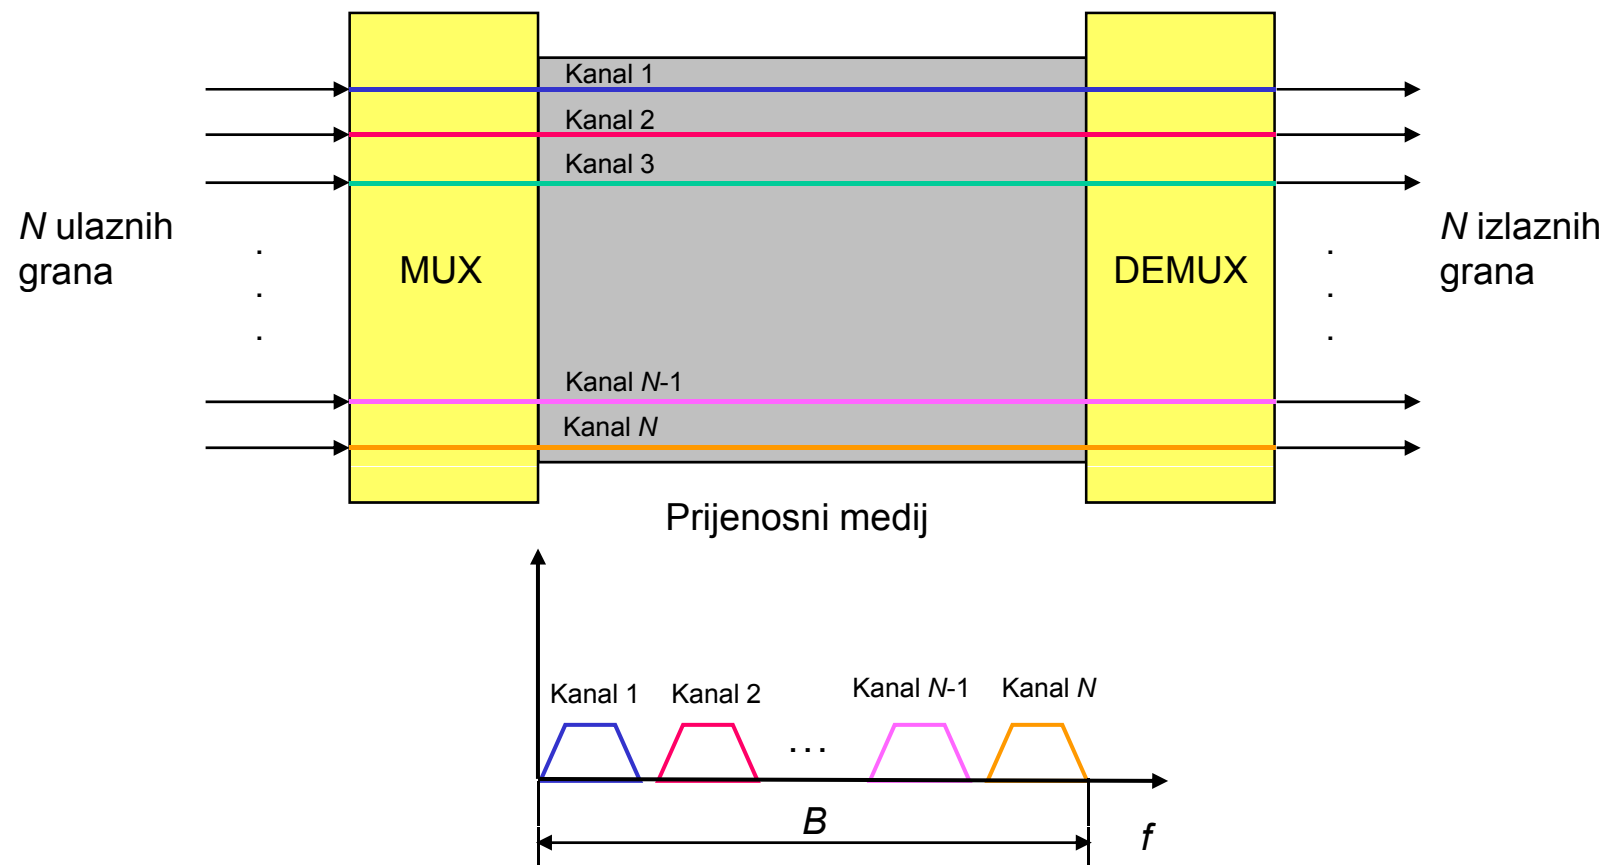 Kanal 1
Kanal 2
Kanal 3
N ulaznih
grana
.
.
.
MUX
DEMUX
.
.
.
N izlaznih
grana
Kanal N-1
Kanal N
Prijenosni medij
Kanal 1
Kanal 2
...
Kanal N-1
Kanal N
B
f